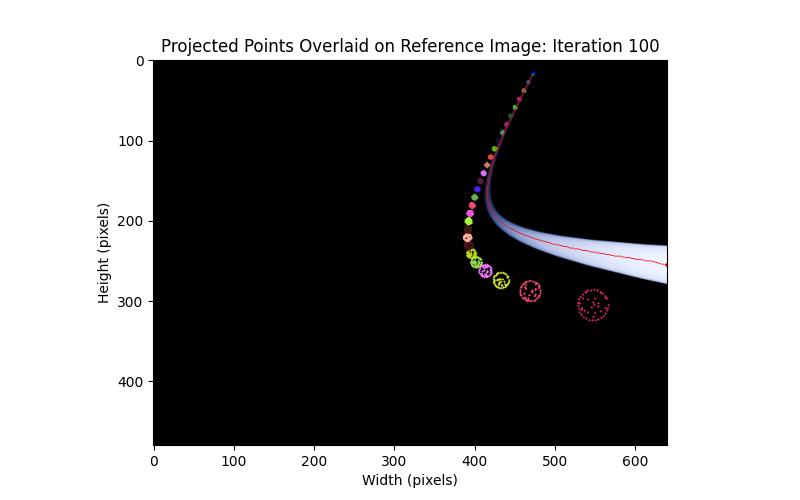 Projected Points Overlaid on Reference Image: Iteration 100
0
100
200
300
400
Height (pixels)
0 100 200 300 400 500 600
Width (pixels)